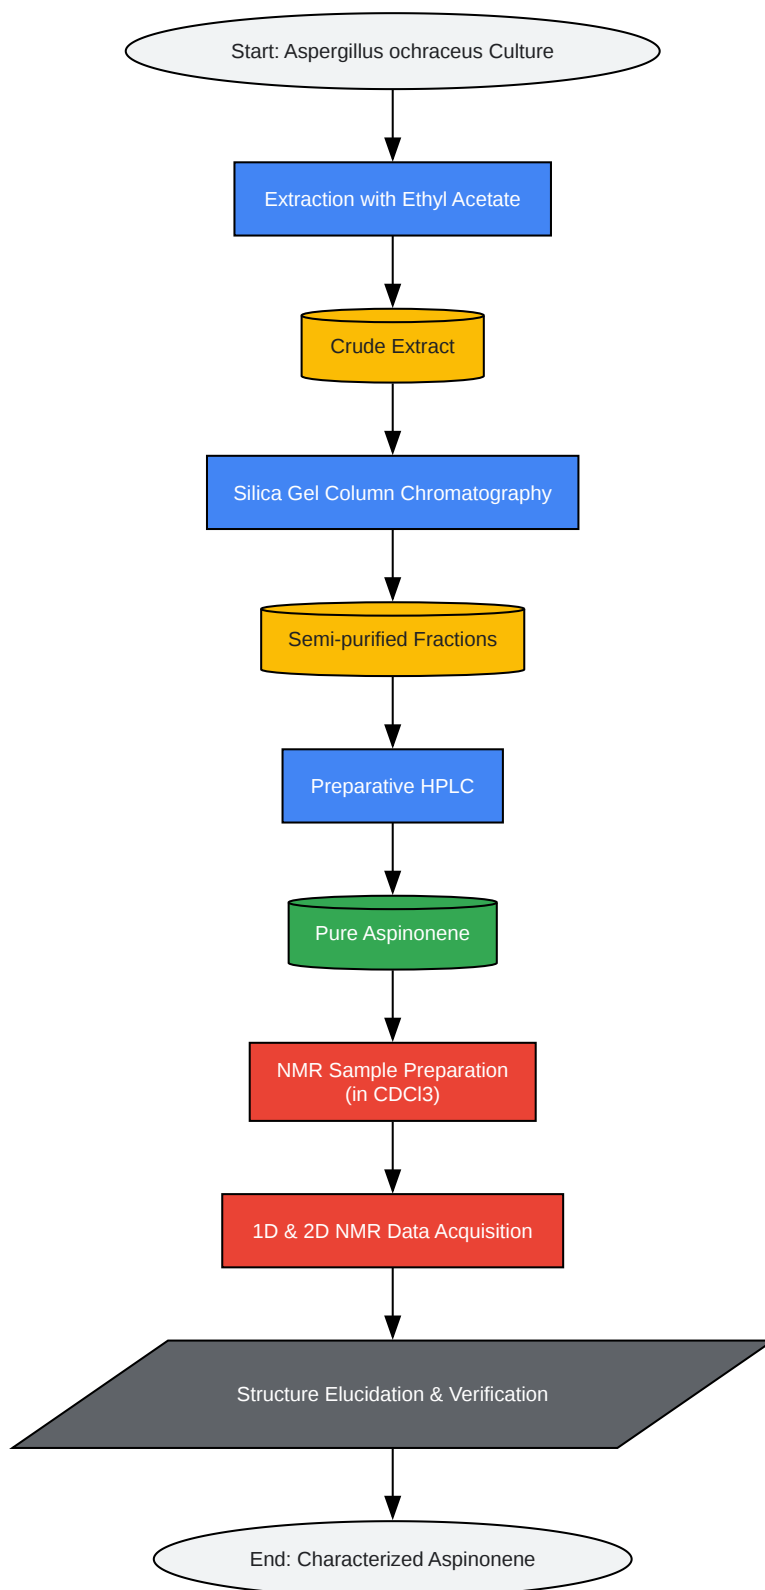 Start: Aspergillus ochraceus Culture
Extraction with Ethyl Acetate
Crude Extract
Silica Gel Column Chromatography
Semi-purified Fractions
Preparative HPLC
Pure Aspinonene
NMR Sample Preparation
(in CDCl3)
1D & 2D NMR Data Acquisition
Structure Elucidation & Verification
End: Characterized Aspinonene